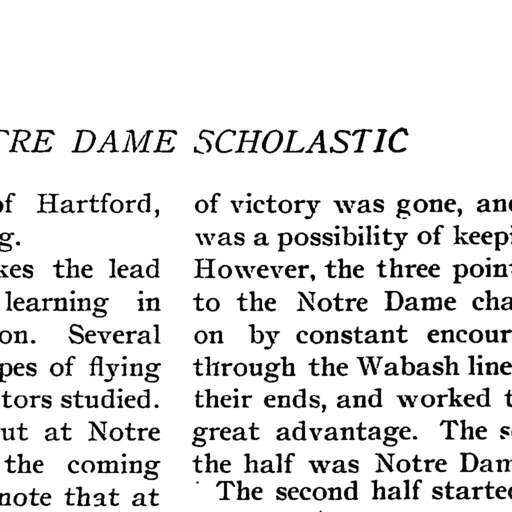 TRE DAME SCHOLASTIC
of Hartford,
g.
kes the lead
learning in
on. Several
pes of flying
tors studied.
ut at Notre
the coming
note that at
of victory was gone, and
was a possibility of keepi
However, the three point
to the Notre Dame cha
on by constant encour
through the Wabash line
their ends, and worked t
great advantage. The s
the half was Notre Dam
The second half started